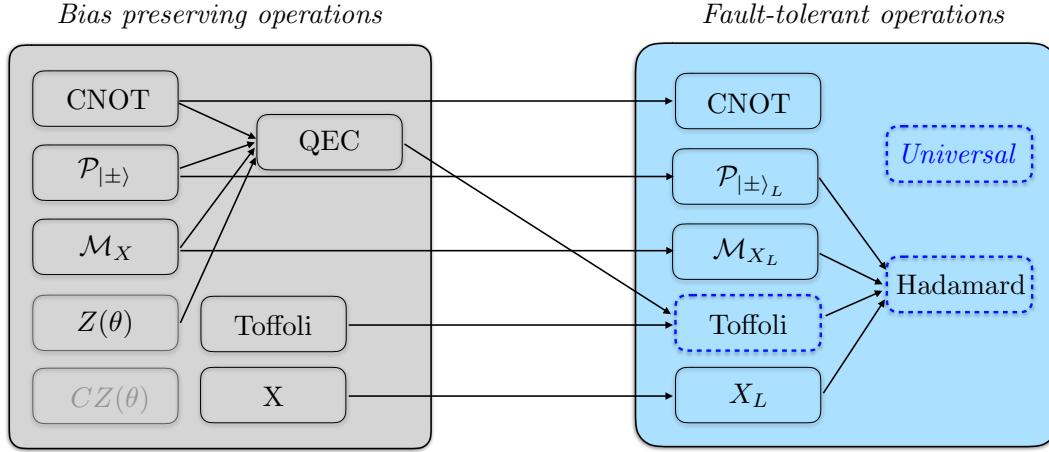 Bias preserving operations
Fault-tolerant operations
CNOT
QEC
𝒫|±⟩
ℳX
Z(θ)
Toffoli
CZ(θ)
X
CNOT
Universal
𝒫|±⟩L
ℳXL
Hadamard
Toffoli
XL